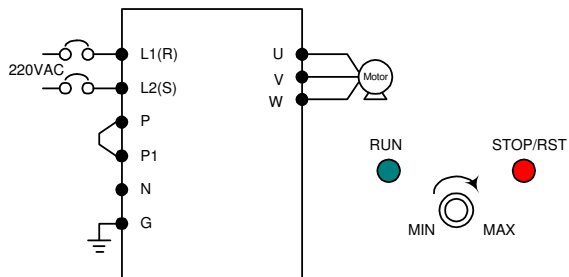 L1(R)
220VAC
L2(S)
P
P1
N
G
U
V
W
Motor
RUN
STOP/RST
MIN
MAX